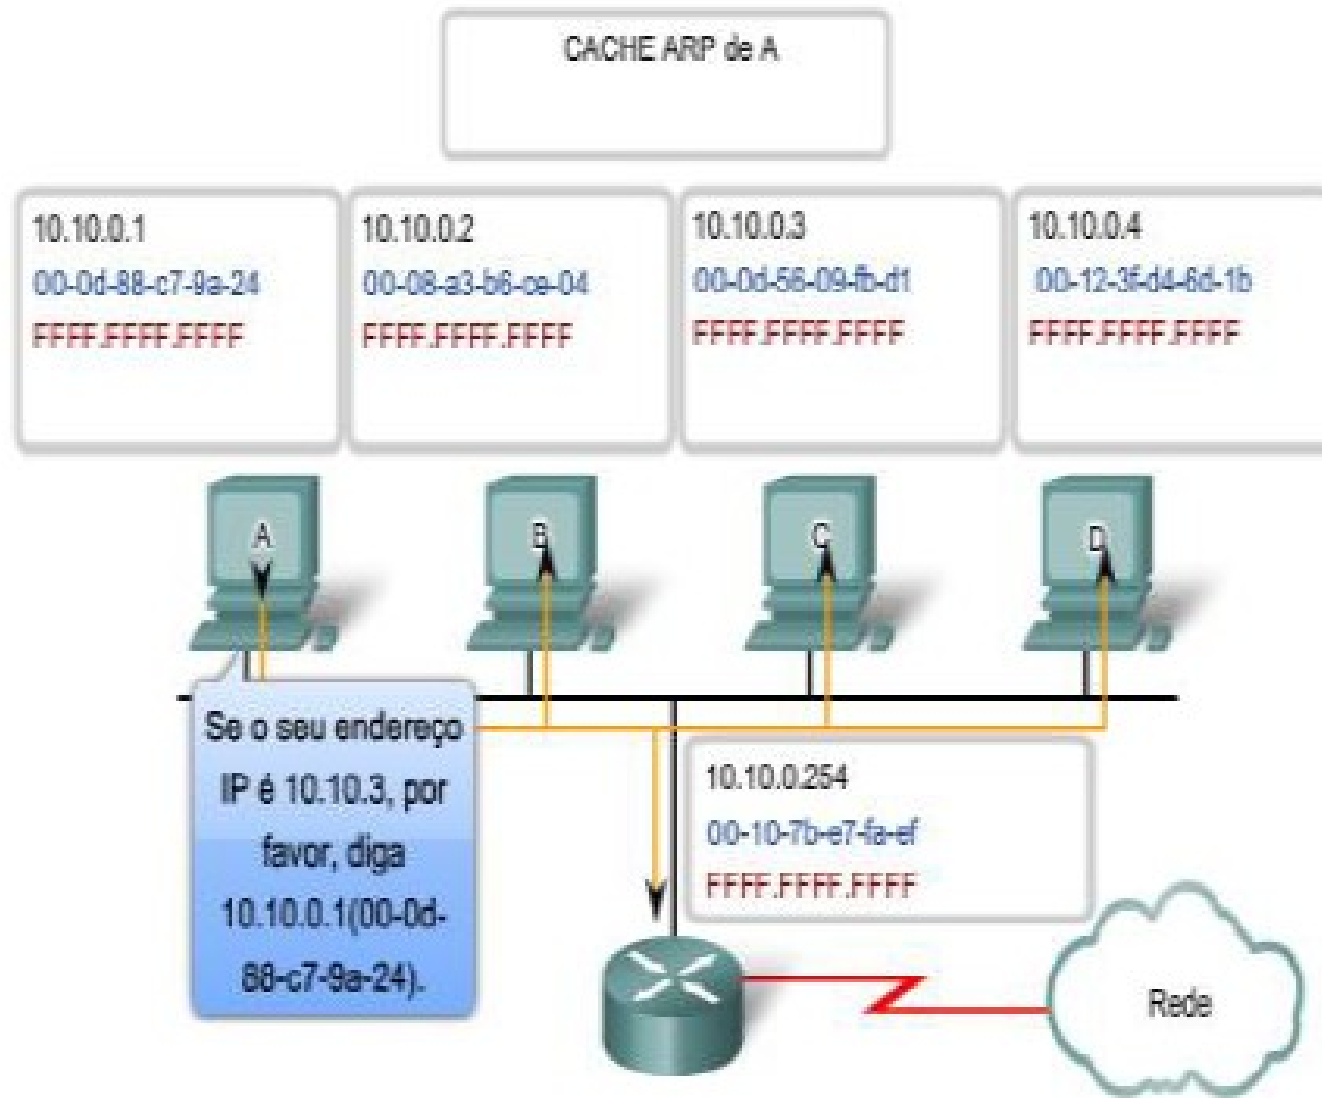 CACHE ARP de A
10.10.0.1
00-0d-88-c7-9a-24
FFFF.FFFF.FFFF
10.10.0.2
00-08-a3-b6-ce-04
FFFF.FFFF.FFFF
10.10.0.3
00-0d-56-09-fb-d1
FFFF.FFFF.FFFF
10.10.0.4
00-12-3f-d4-6d-1b
FFFF.FFFF.FFFF
A
B
C
D
Se o seu endereço
IP é 10.10.3, por
favor, diga
10.10.0.1(00-0d-
88-c7-9a-24).
10.10.0.254
00-10-7b-e7-fa-ef
FFFF.FFFF.FFFF
Rede